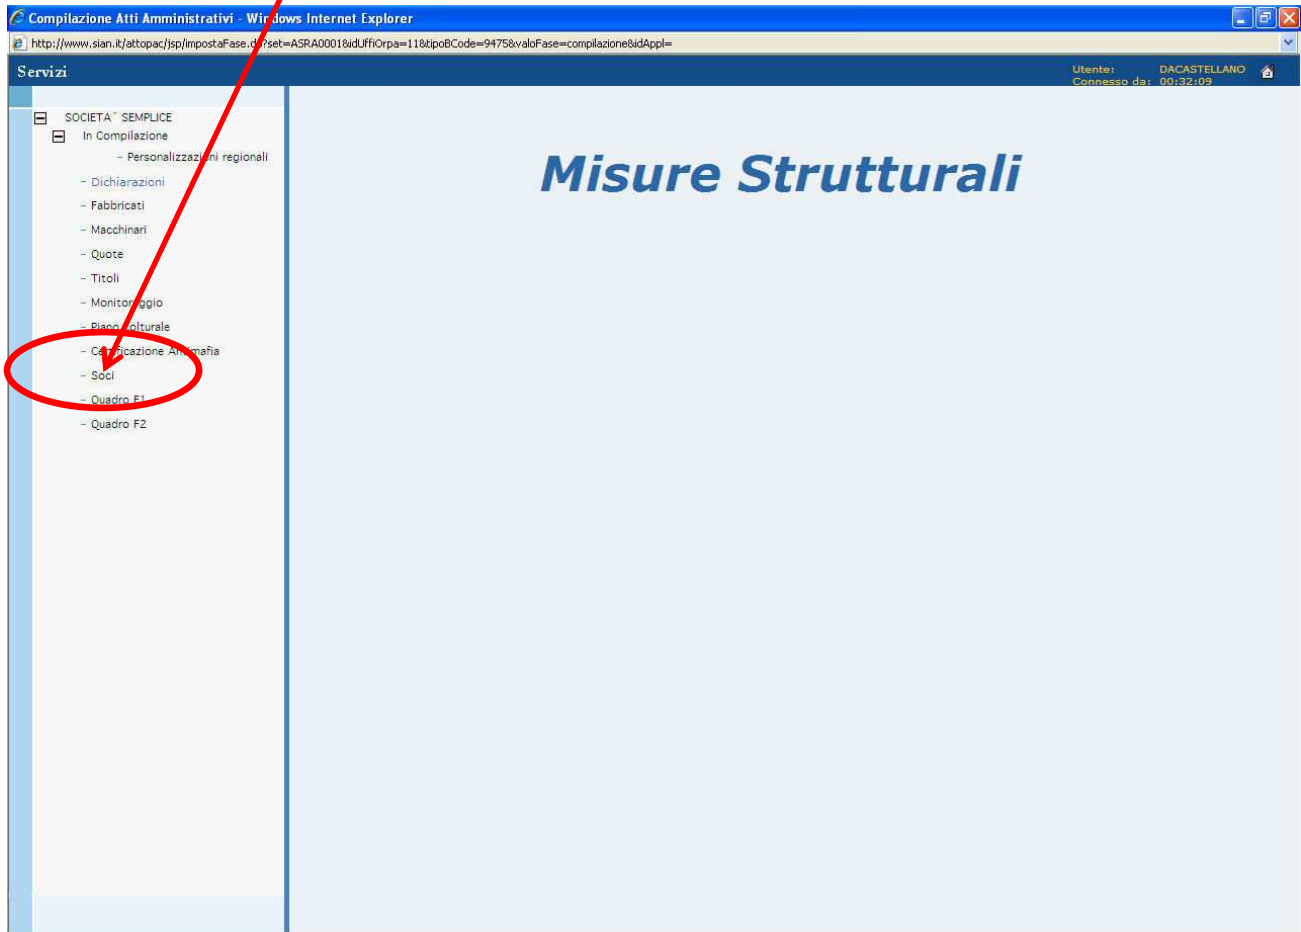 Compilazione Atti Amministrativi - Windows Internet Explorer
http://www.sian.it/attopac/jsp/impostaFase.do?set=ASRA0001&idUffiOrpa=11&tipoBCode=9475&valoFase=compilazione&idAppl=
Servizi
Utente: DACASTELLANO
Connesso da: 00:32:09
SOCIETA´ SEMPLICE
In Compilazione
- Personalizzazioni regionali
Misure Strutturali
- Dichiarazioni
- Fabbricati
- Macchinari
- Quote
- Titoli
- Monitoraggio
- Piano Colturale
- Certificazione Antimafia
- Soci
- Quadro F1
- Quadro F2